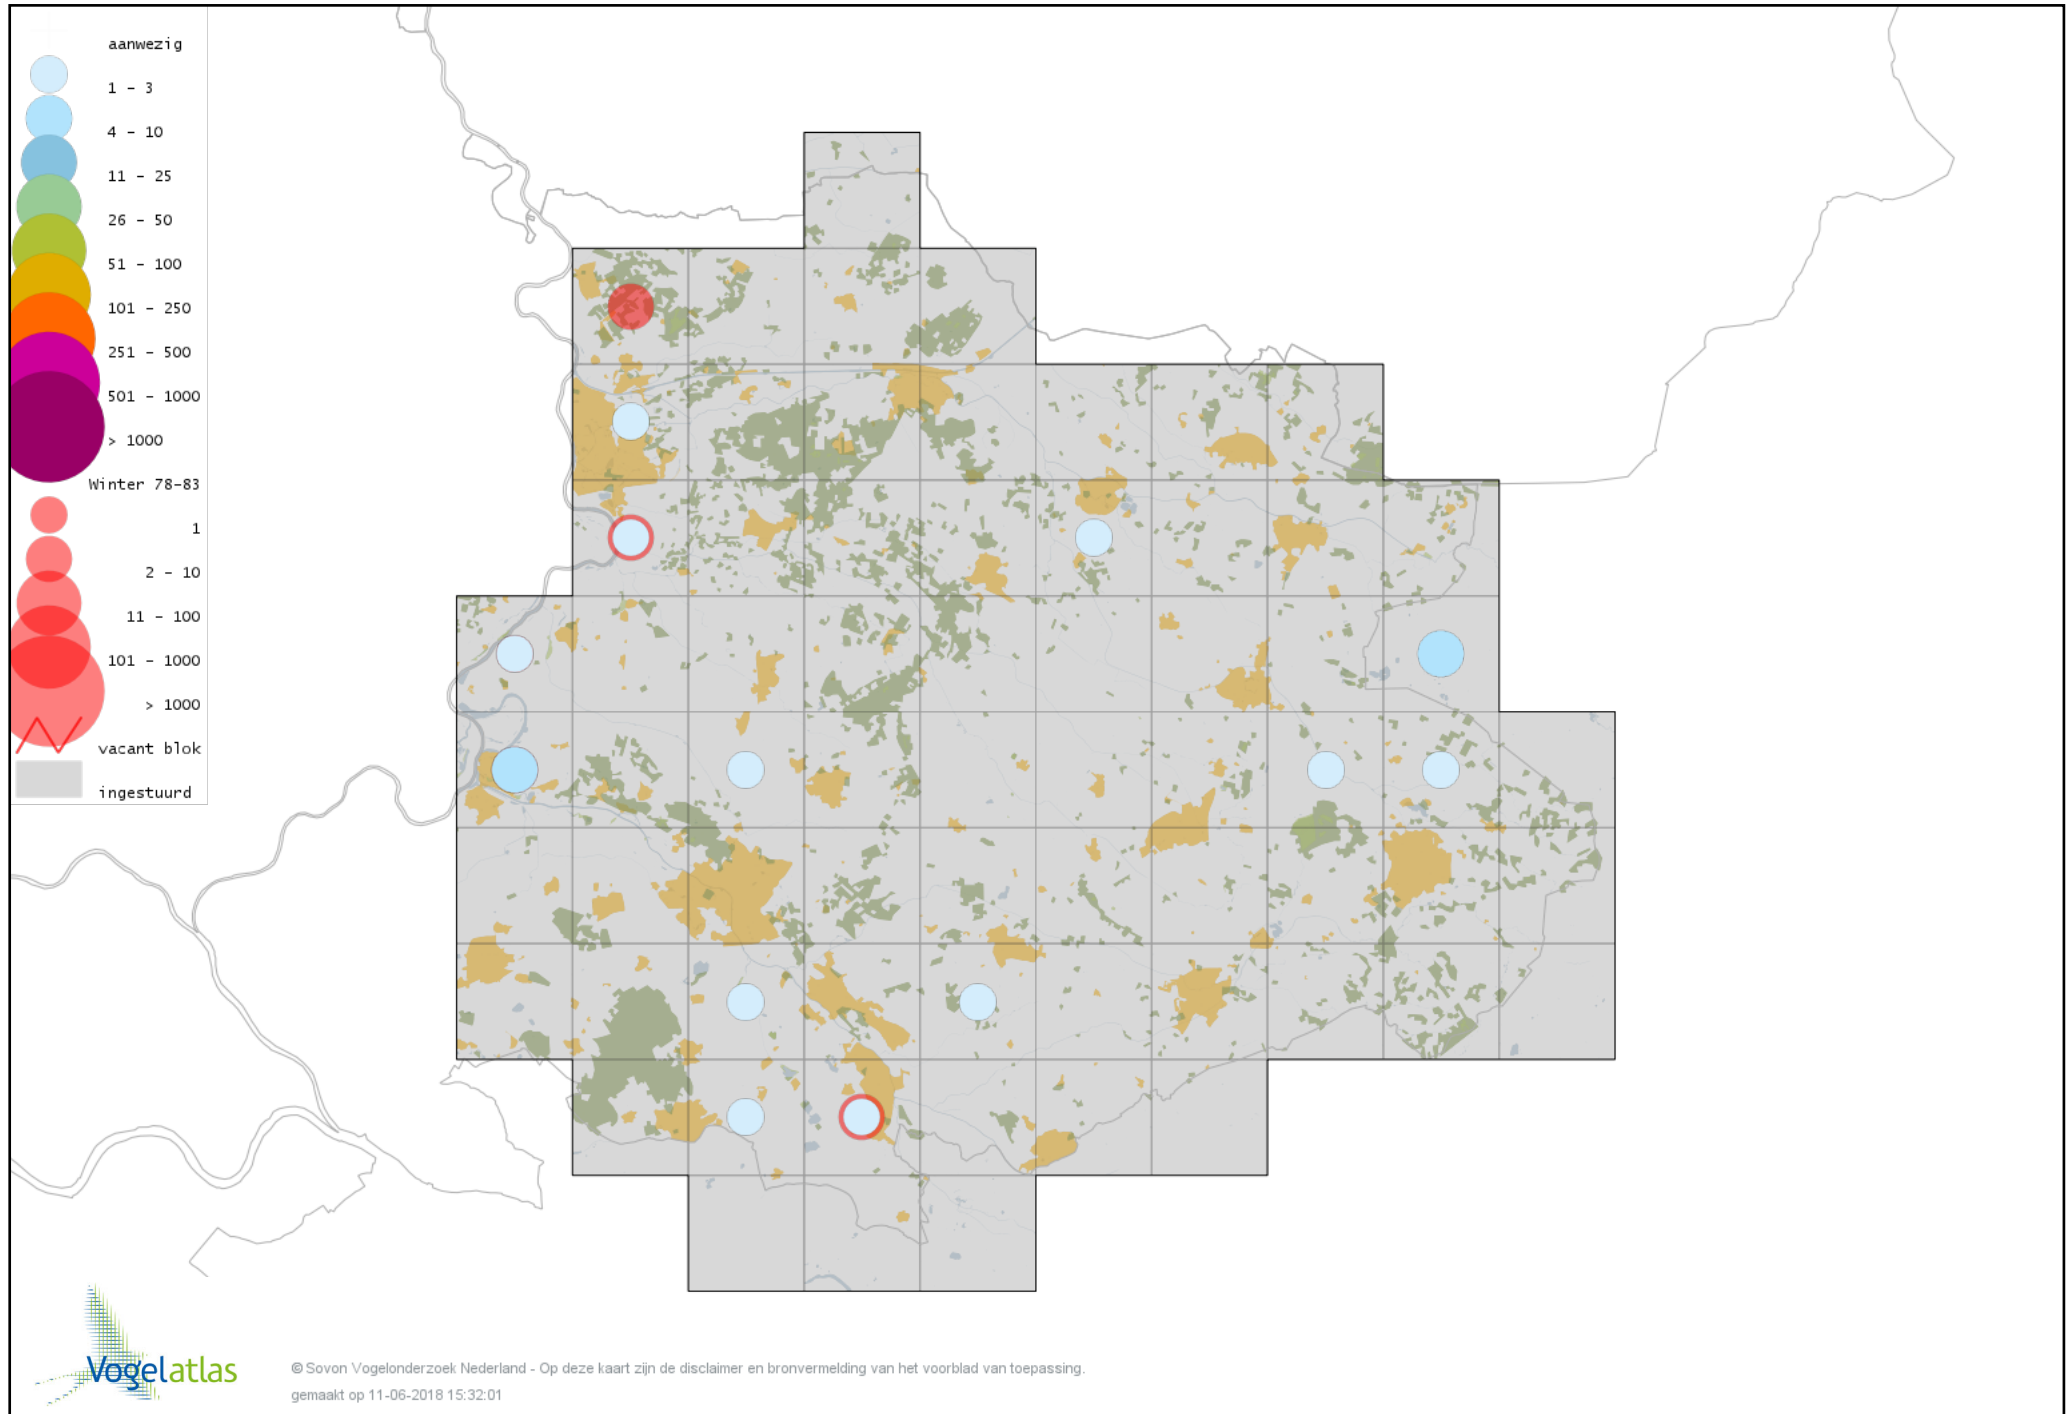 aanwezig
1 - 3
4 - 10
11 - 25
26 - 50
51 - 100
101 - 250
251 - 500
501 - 1000
> 1000
Winter 78-83
1
2 - 10
11 - 100
101 - 1000
> 1000
vacant blok
ingestuurd
Vogelatlas
© Sovon Vogelonderzoek Nederland - Op deze kaart zijn de disclaimer en bronvermelding van het voorblad van toepassing.
gemaakt op 11-06-2018 15:32:01